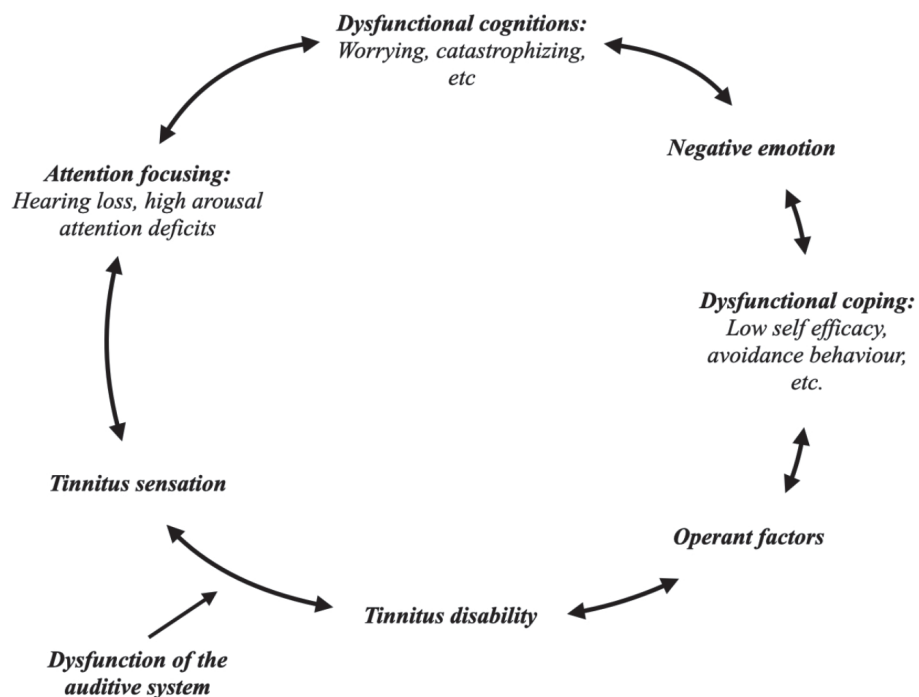 Dysfunctional cognitions:
Worrying, catastrophizing,
etc
Negative emotion
Attention focusing:
Hearing loss, high arousal
attention deficits
Dysfunctional coping:
Low self efficacy,
avoidance behaviour,
etc.
Tinnitus sensation
Operant factors
Tinnitus disability
Dysfunction of the
auditive system